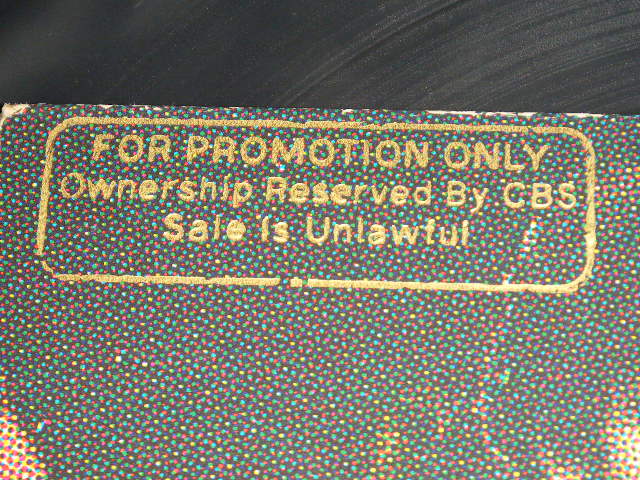 FOR PROMOTION ONLY
Ownership Reserved By CBS
Sale is Unlawful